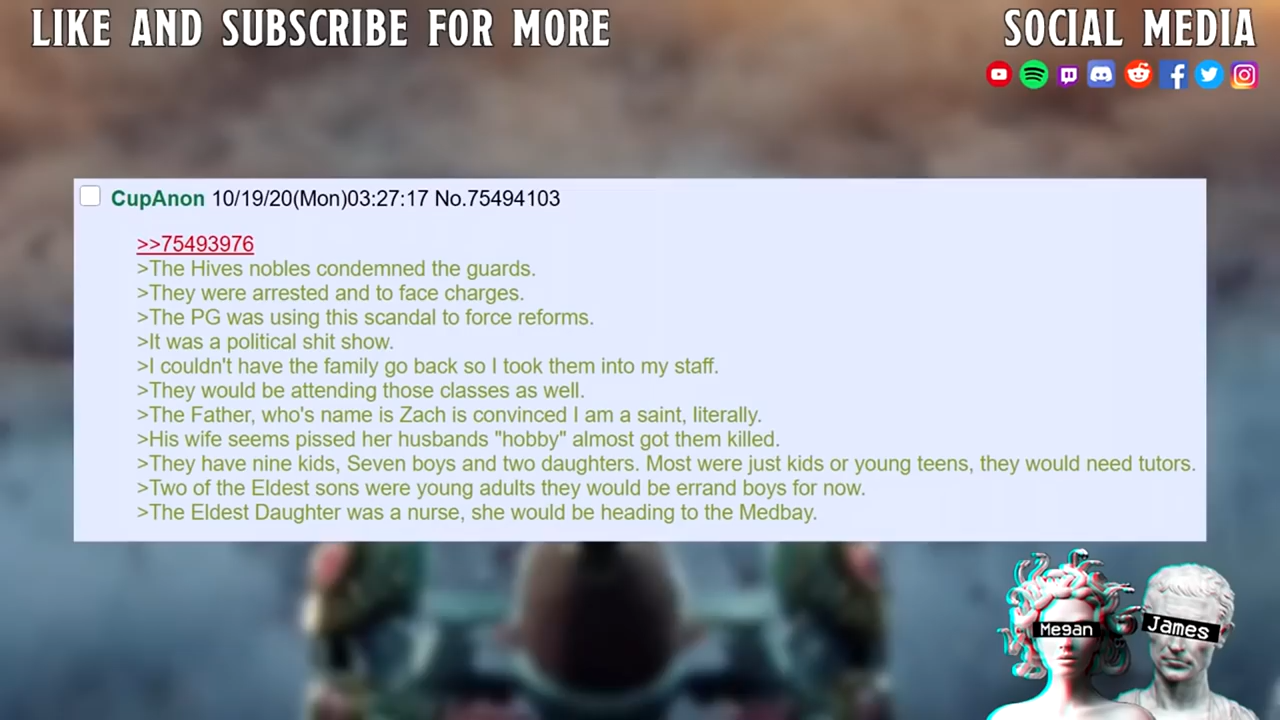 LIKE AND SUBSCRIBE FOR MORE
SOCIAL MEDIA
CupAnon 10/19/20(Mon)03:27:17 No.75494103
>>75493976
>The Hives nobles condemned the guards.
>They were arrested and to face charges.
>The PG was using this scandal to force reforms.
>It was a political shit show.
>I couldn't have the family go back so I took them into my staff.
>They would be attending those classes as well.
>The Father, who's name is Zach is convinced I am a saint, literally.
>His wife seems pissed her husbands "hobby" almost got them killed.
>They have nine kids, Seven boys and two daughters. Most were just kids or young teens, they would need tutors.
>Two of the Eldest sons were young adults they would be errand boys for now.
>The Eldest Daughter was a nurse, she would be heading to the Medbay.
Megan
James